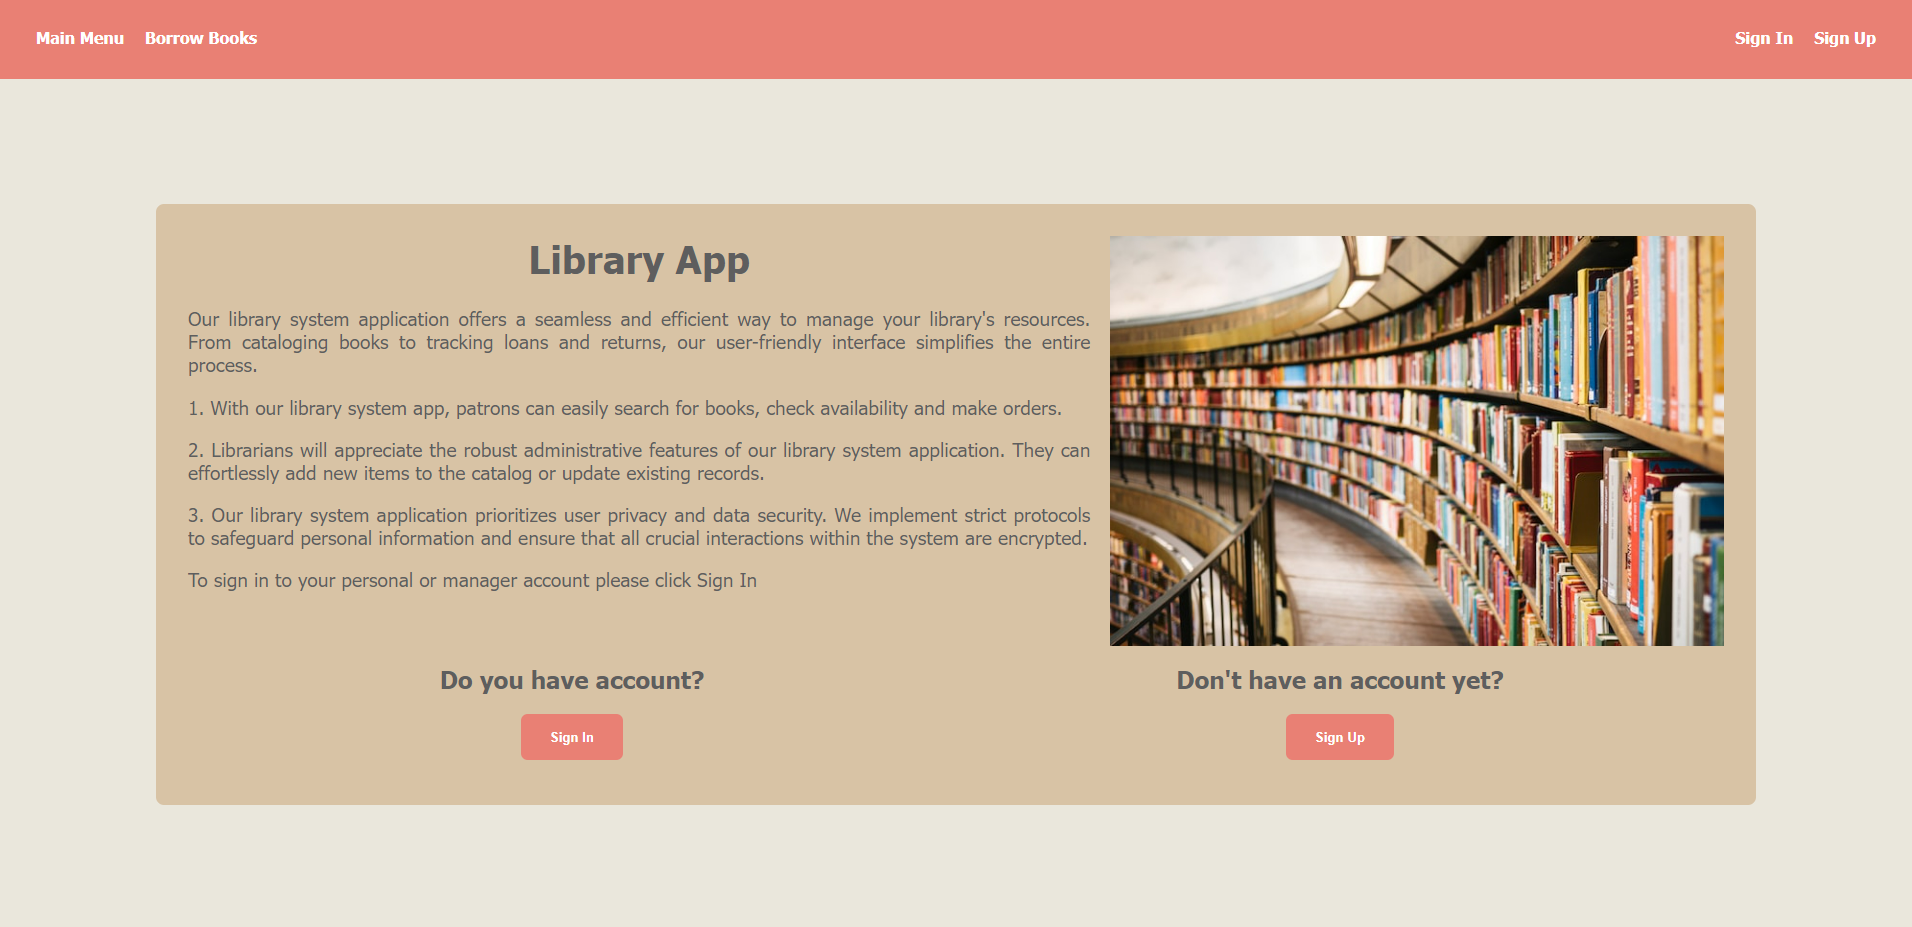 Main Menu Borrow Books Sign In Sign Up
Library App
Our library system application offers a seamless and efficient way to manage your library's resources.
From cataloging books to tracking loans and returns, our user-friendly interface simplifies the entire
process.
1. With our library system app, patrons can easily search for books, check availability and make orders.
2. Librarians will appreciate the robust administrative features of our library system application. They can
effortlessly add new items to the catalog or update existing records.
3. Our library system application prioritizes user privacy and data security. We implement strict protocols
to safeguard personal information and ensure that all crucial interactions within the system are encrypted.
To sign in to your personal or manager account please click Sign In
Do you have account?
Sign In
Don't have an account yet?
Sign Up